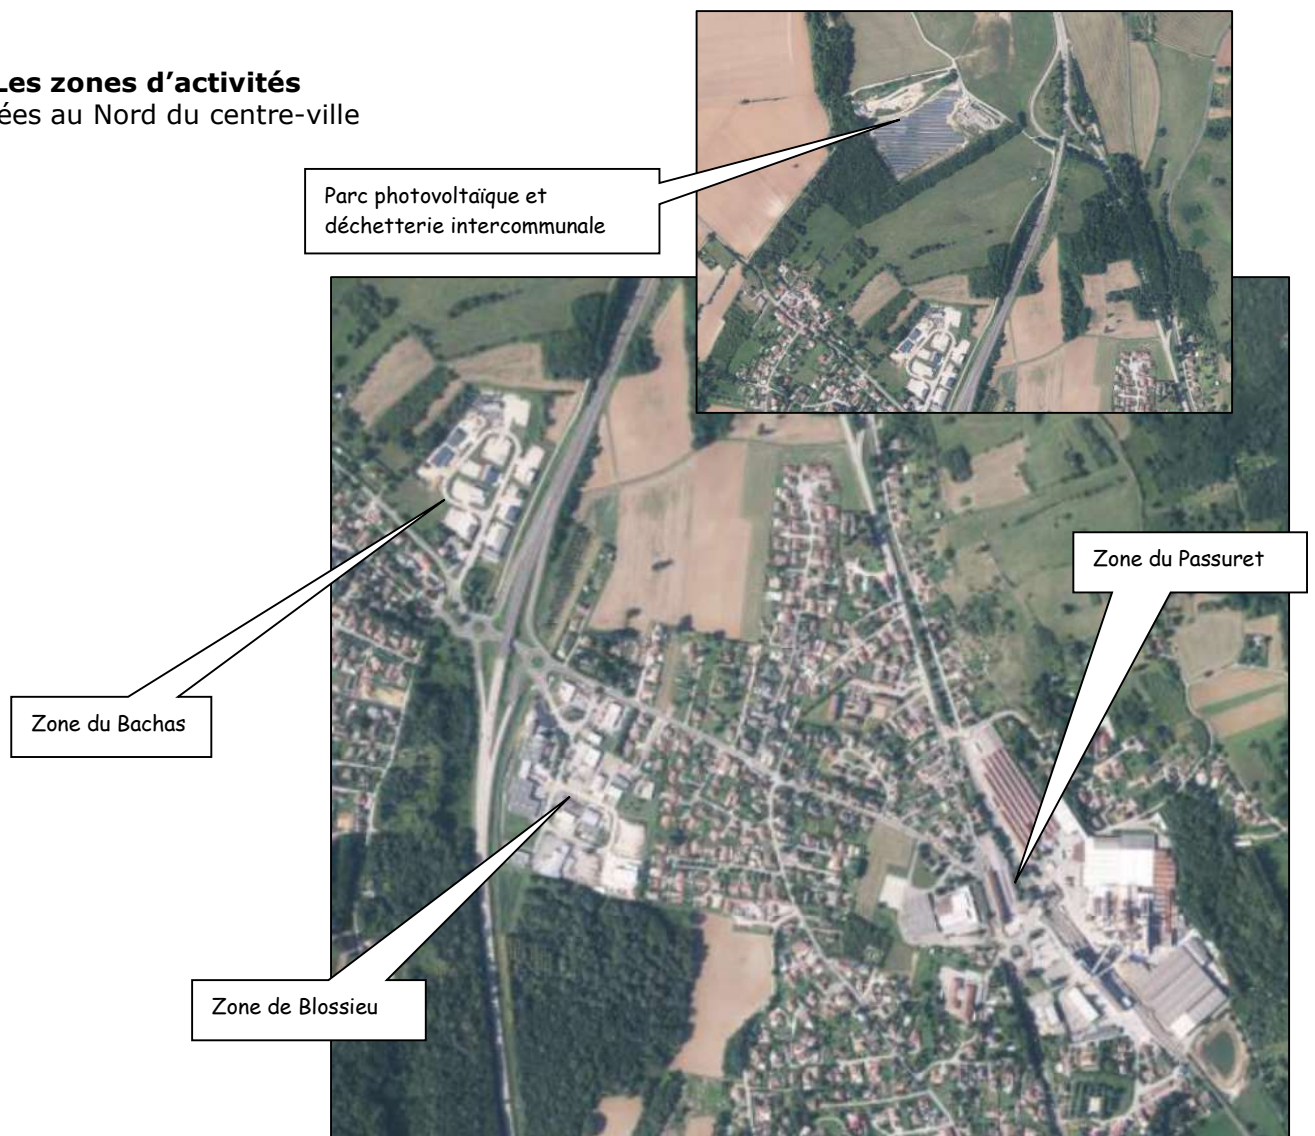 Les zones d'activités
ées au Nord du centre-ville
Parc photovoltaïque et
déchetterie intercommunale
Zone du Passuret
Zone du Bachas
Zone de Blossieu